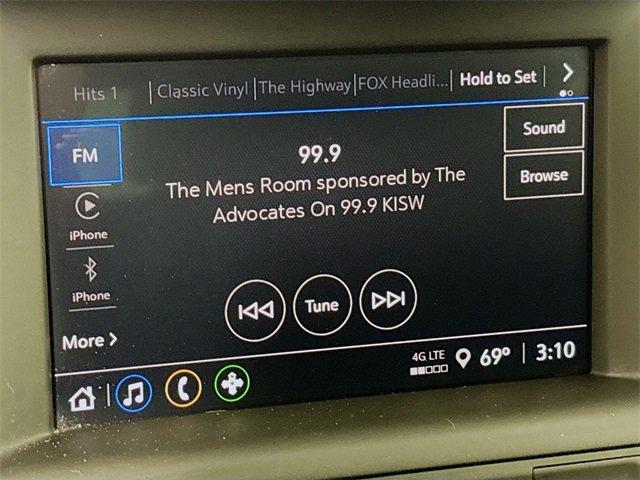 Hits 1 Classic Vinyl The Highway FOX Headli... Hold to Set
FM
99.9
Sound
The Mens Room sponsored by The
Advocates On 99.9 KISW
Browse
iPhone
iPhone
Tune
More
4G LTE
69° 3:10